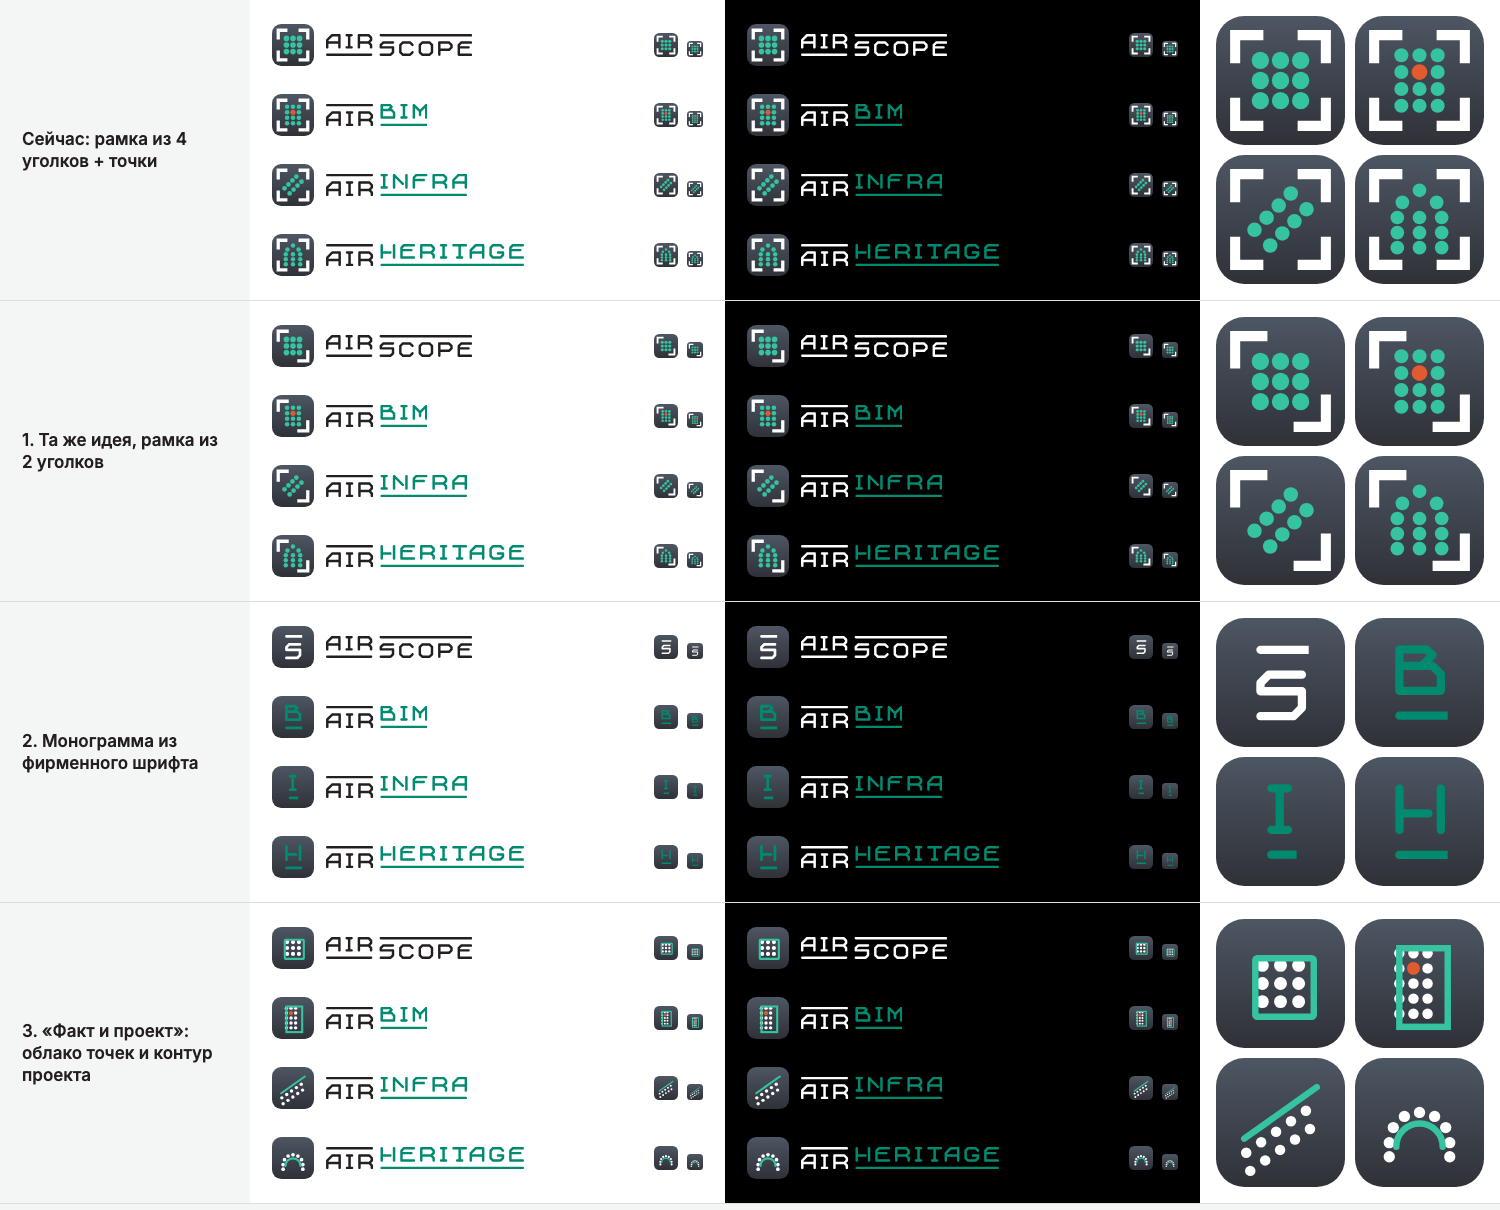 Сейчас: рамка из 4
уголков + точки
AIR SCOPE
AIR BIM
AIR INFRA
AIR HERITAGE
AIR SCOPE
AIR BIM
AIR INFRA
AIR HERITAGE
1. Та же идея, рамка из
2 уголков
AIR SCOPE
AIR BIM
AIR INFRA
AIR HERITAGE
AIR SCOPE
AIR BIM
AIR INFRA
AIR HERITAGE
2. Монограмма из
фирменного шрифта
S AIR SCOPE S S
B AIR BIM B B
I AIR INFRA I I
H AIR HERITAGE H H
S AIR SCOPE S S
B AIR BIM B B
I AIR INFRA I I
H AIR HERITAGE H H
S B
I H
3. «Факт и проект»:
облако точек и контур
проекта
AIR SCOPE
AIR BIM
AIR INFRA
AIR HERITAGE
AIR SCOPE
AIR BIM
AIR INFRA
AIR HERITAGE